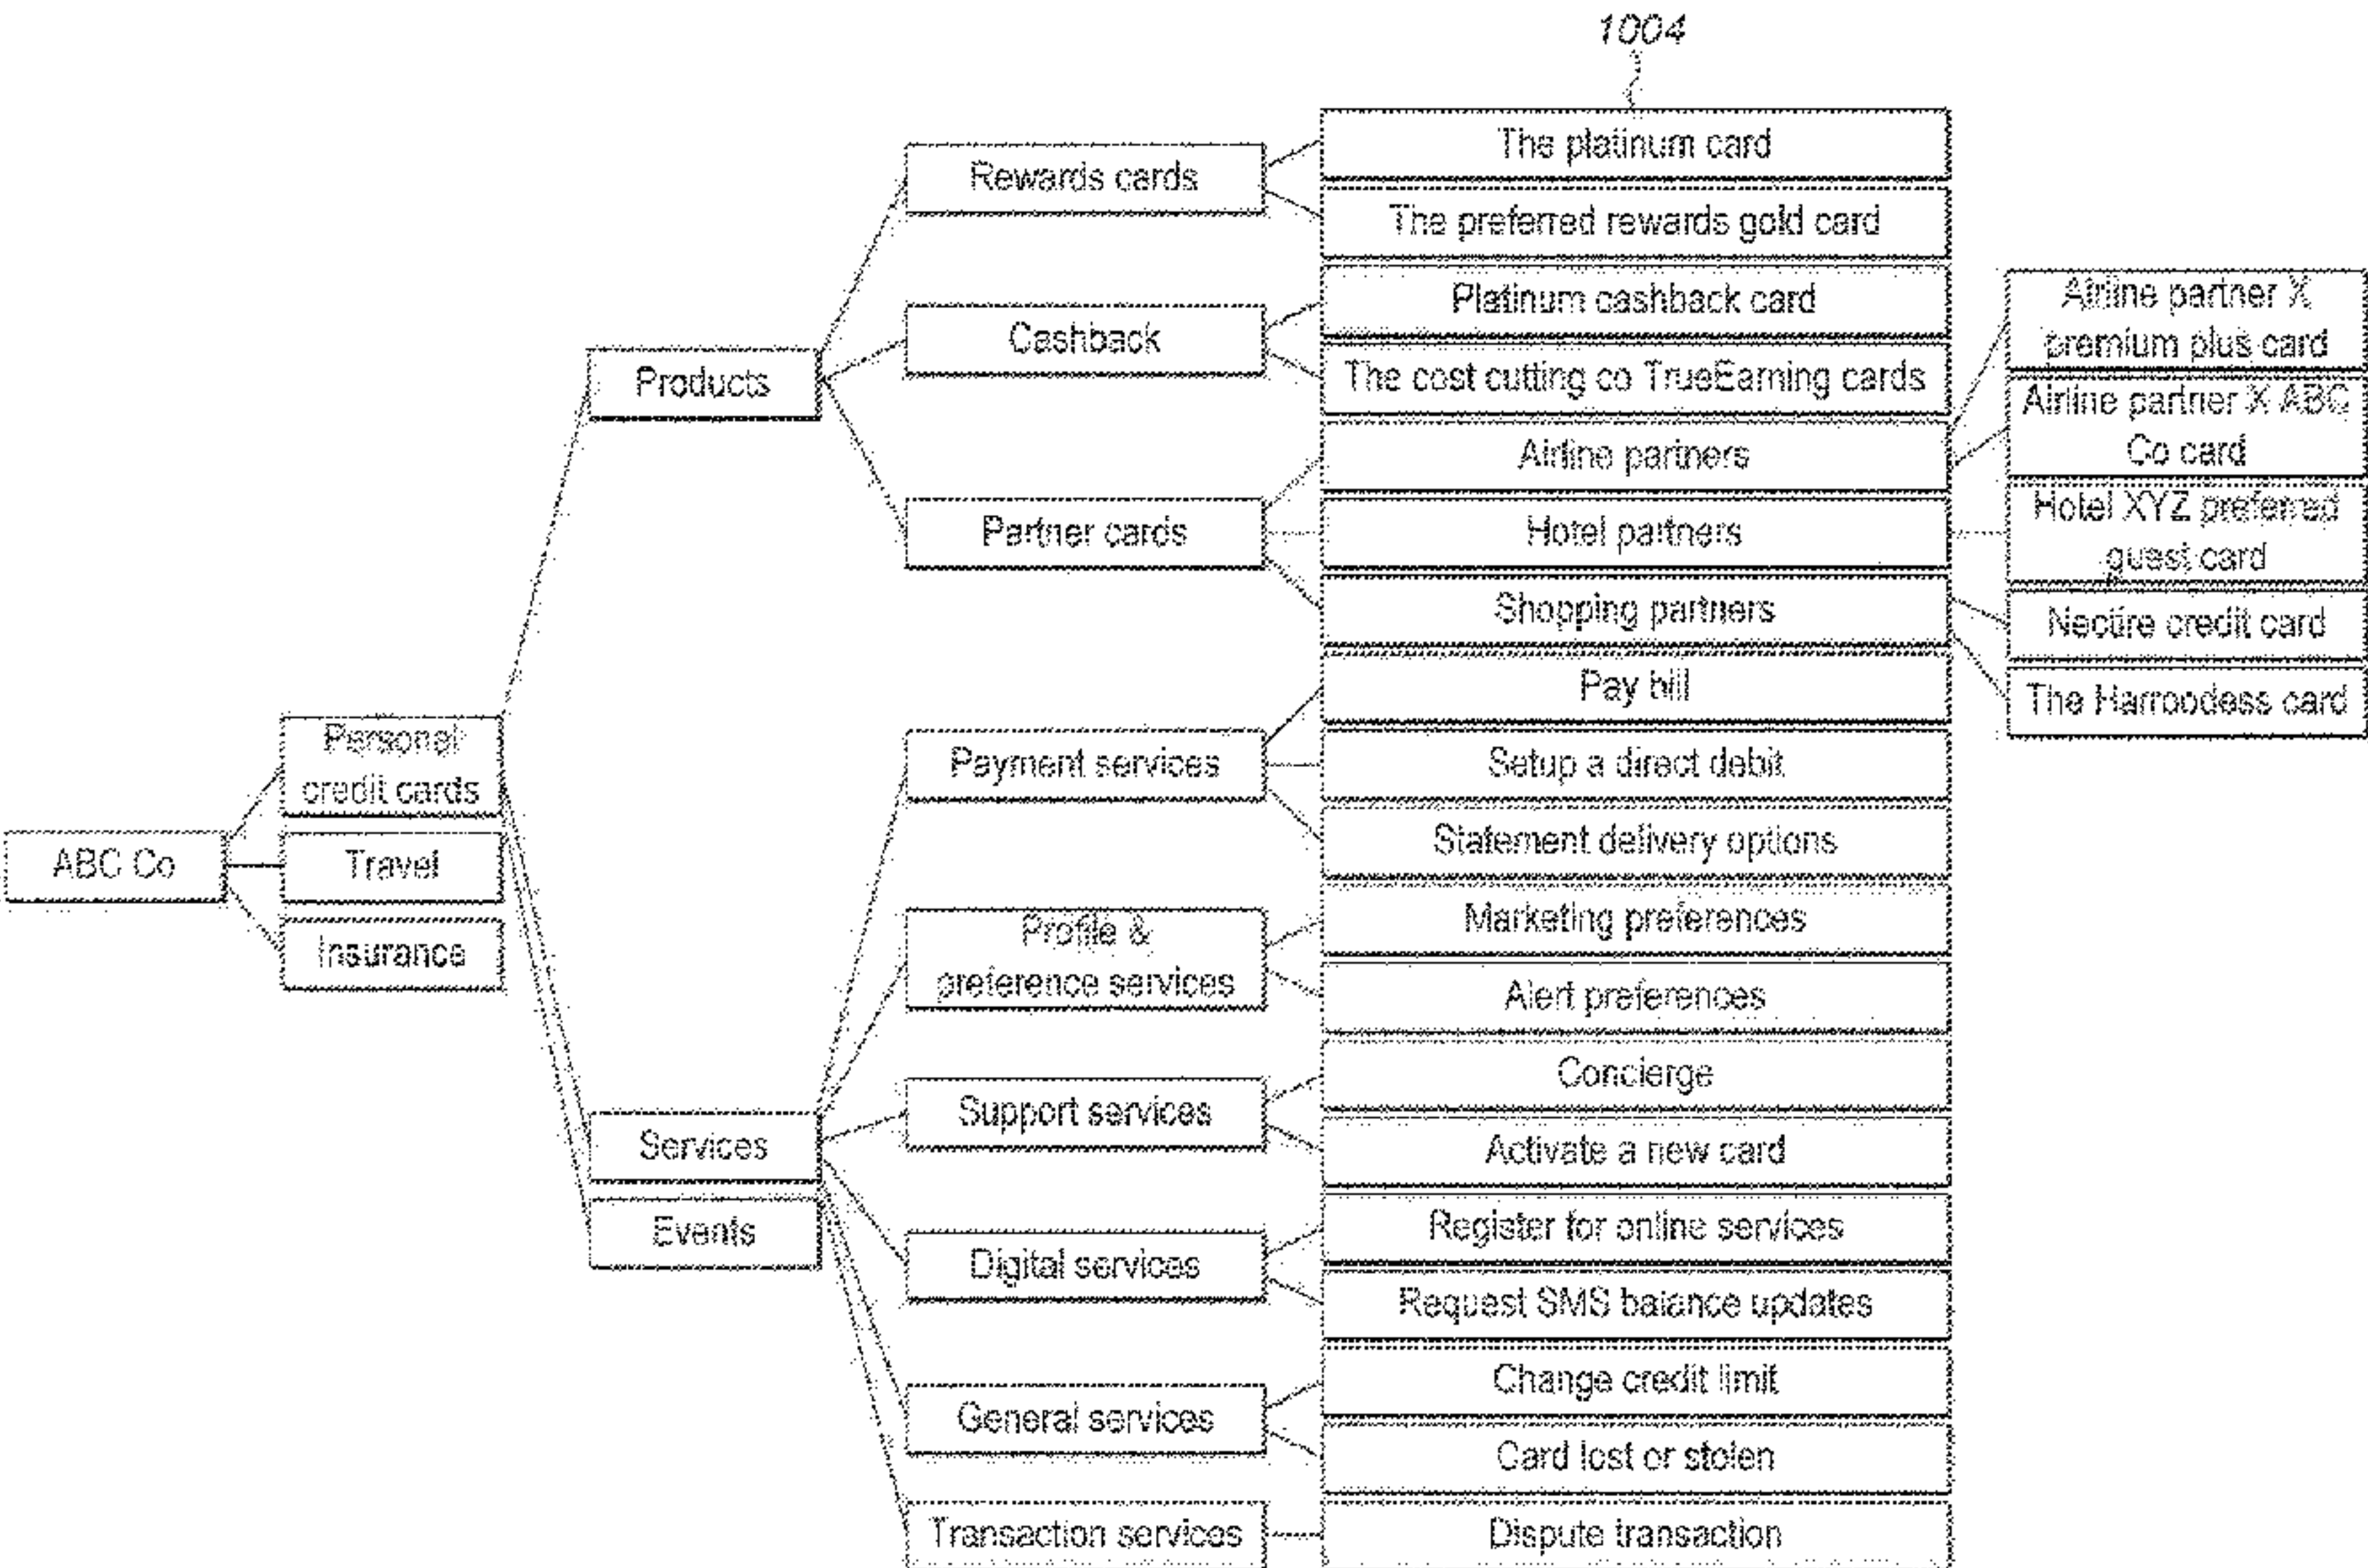 1004
The platinum card
Rewards cards
The preferred rewards gold card
Platinum cashback card
Cashback
The cost cutting co TrueEarning cards
Products
Airline partners
Partner cards
Hotel partners
Shopping partners
Airline partner X
premium plus card
Airline partner X ABC
Co card
Hotel XYZ preferred
guest card
Nectire credit card
The Harroodess card
Personal
credit cards
ABC Co
Travel
Insurance
Pay bill
Payment services
Setup a direct debit
Statement delivery options
Profile &
preference services
Marketing preferences
Alert preferences
Concierge
Support services
Activate a new card
Services
Events
Register for online services
Digital services
Request SMS balance updates
Change credit limit
General services
Card lost or stolen
Transaction services
Dispute transaction